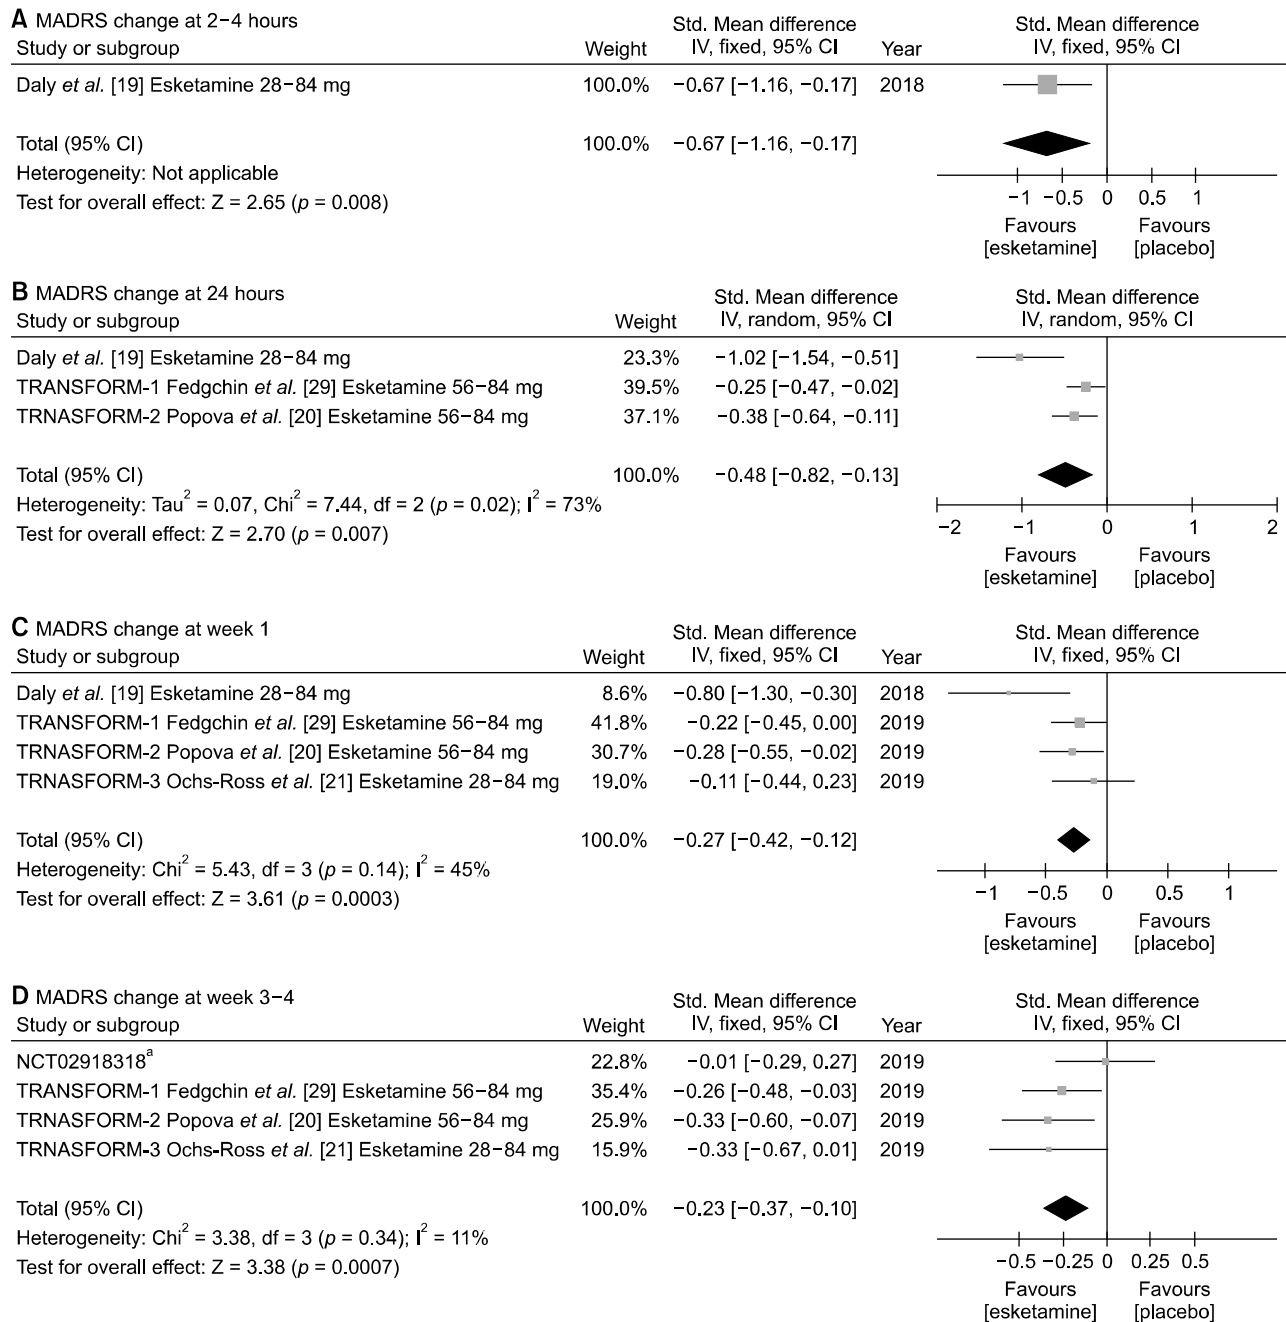 A MADRS change at 2−4 hours
Std. Mean difference Std. Mean difference
Study or subgroup Weight IV, fixed, 95% CI Year IV, fixed, 95% CI
Daly et al. [19] Esketamine 28−84 mg 100.0% −0.67 [−1.16, −0.17] 2018
Total (95% CI) 100.0% −0.67 [−1.16, −0.17]
Heterogeneity: Not applicable
Test for overall effect: Z = 2.65 (p = 0.008)
−1 −0.5 0 0.5 1
Favours Favours
[esketamine] [placebo]
B MADRS change at 24 hours
Std. Mean difference Std. Mean difference
Study or subgroup Weight IV, random, 95% CI IV, random, 95% CI
Daly et al. [19] Esketamine 28−84 mg 23.3% −1.02 [−1.54, −0.51]
TRANSFORM-1 Fedgchin et al. [29] Esketamine 56−84 mg 39.5% −0.25 [−0.47, −0.02]
TRNASFORM-2 Popova et al. [20] Esketamine 56−84 mg 37.1% −0.38 [−0.64, −0.11]
Total (95% CI) 100.0% −0.48 [−0.82, −0.13]
Heterogeneity: Tau² = 0.07, Chi² = 7.44, df = 2 (p = 0.02); I² = 73%
Test for overall effect: Z = 2.70 (p = 0.007)
−2 −1 0 1 2
Favours Favours
[esketamine] [placebo]
C MADRS change at week 1
Std. Mean difference Std. Mean difference
Study or subgroup Weight IV, fixed, 95% CI Year IV, fixed, 95% CI
Daly et al. [19] Esketamine 28−84 mg 8.6% −0.80 [−1.30, −0.30] 2018
TRANSFORM-1 Fedgchin et al. [29] Esketamine 56−84 mg 41.8% −0.22 [−0.45, 0.00] 2019
TRNASFORM-2 Popova et al. [20] Esketamine 56−84 mg 30.7% −0.28 [−0.55, −0.02] 2019
TRNASFORM-3 Ochs-Ross et al. [21] Esketamine 28−84 mg 19.0% −0.11 [−0.44, 0.23] 2019
Total (95% CI) 100.0% −0.27 [−0.42, −0.12]
Heterogeneity: Chi² = 5.43, df = 3 (p = 0.14); I² = 45%
Test for overall effect: Z = 3.61 (p = 0.0003)
−1 −0.5 0 0.5 1
Favours Favours
[esketamine] [placebo]
D MADRS change at week 3−4
Std. Mean difference Std. Mean difference
Study or subgroup Weight IV, fixed, 95% CI Year IV, fixed, 95% CI
NCT02918318ᵃ 22.8% −0.01 [−0.29, 0.27] 2019
TRANSFORM-1 Fedgchin et al. [29] Esketamine 56−84 mg 35.4% −0.26 [−0.48, −0.03] 2019
TRNASFORM-2 Popova et al. [20] Esketamine 56−84 mg 25.9% −0.33 [−0.60, −0.07] 2019
TRNASFORM-3 Ochs-Ross et al. [21] Esketamine 28−84 mg 15.9% −0.33 [−0.67, 0.01] 2019
Total (95% CI) 100.0% −0.23 [−0.37, −0.10]
Heterogeneity: Chi² = 3.38, df = 3 (p = 0.34); I² = 11%
Test for overall effect: Z = 3.38 (p = 0.0007)
−0.5 −0.25 0 0.25 0.5
Favours Favours
[esketamine] [placebo]